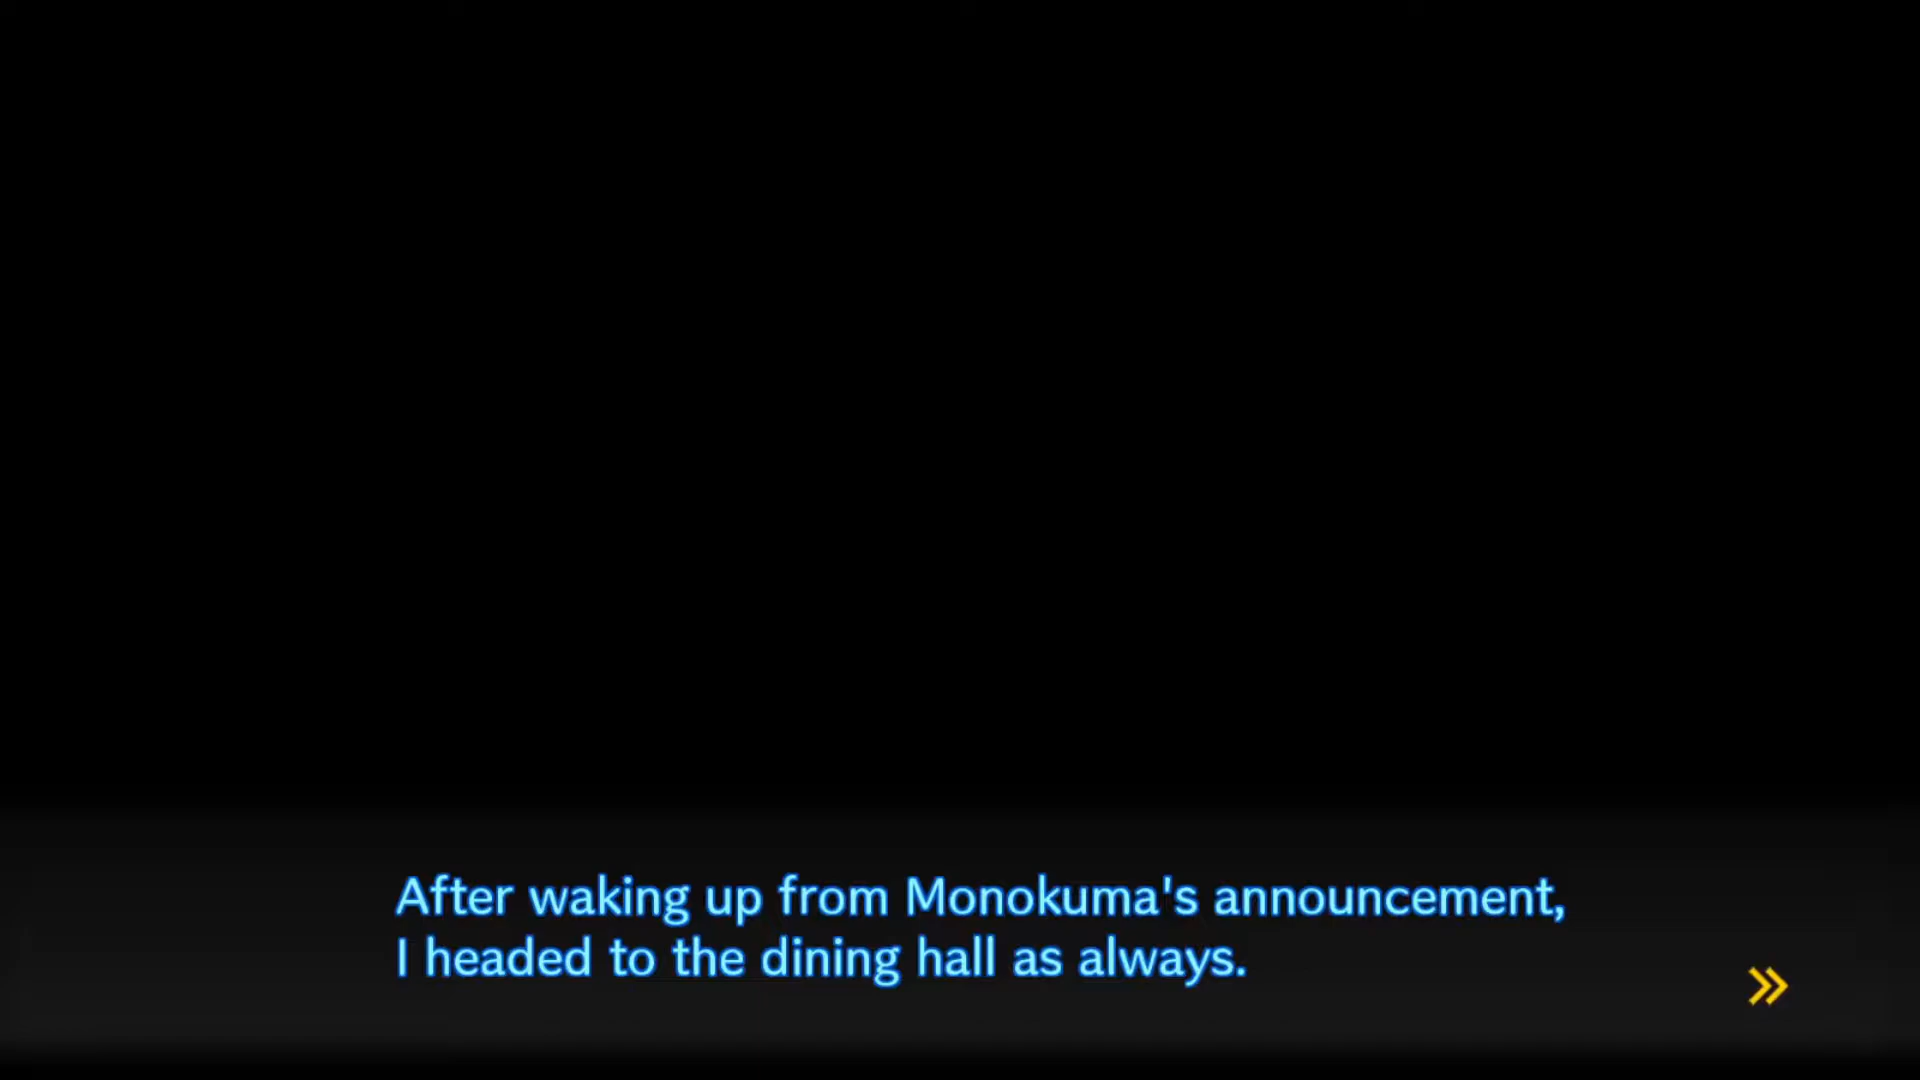 After waking up from Monokuma's announcement,
I headed to the dining hall as always.